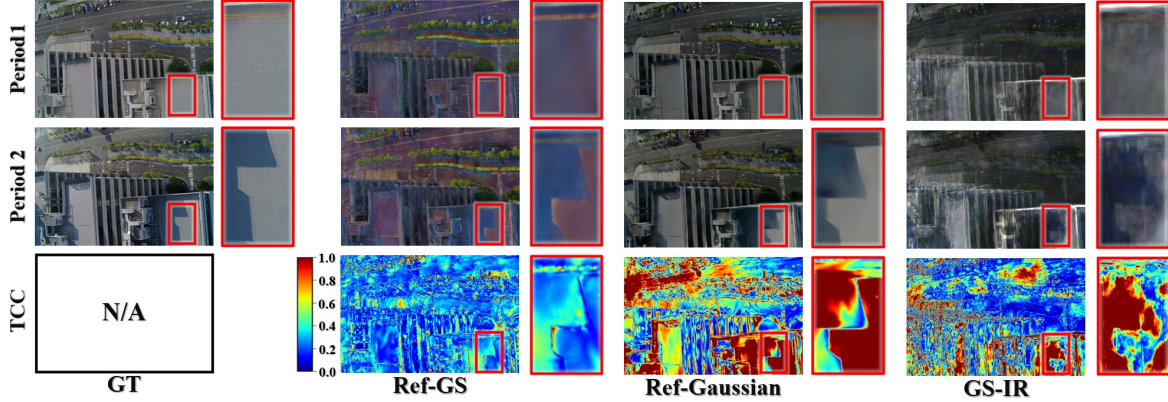 Period 1
Period 2
TCC
N/A
1.0
0.8
0.6
0.4
0.2
0.0
GT
Ref-GS
Ref-Gaussian
GS-IR